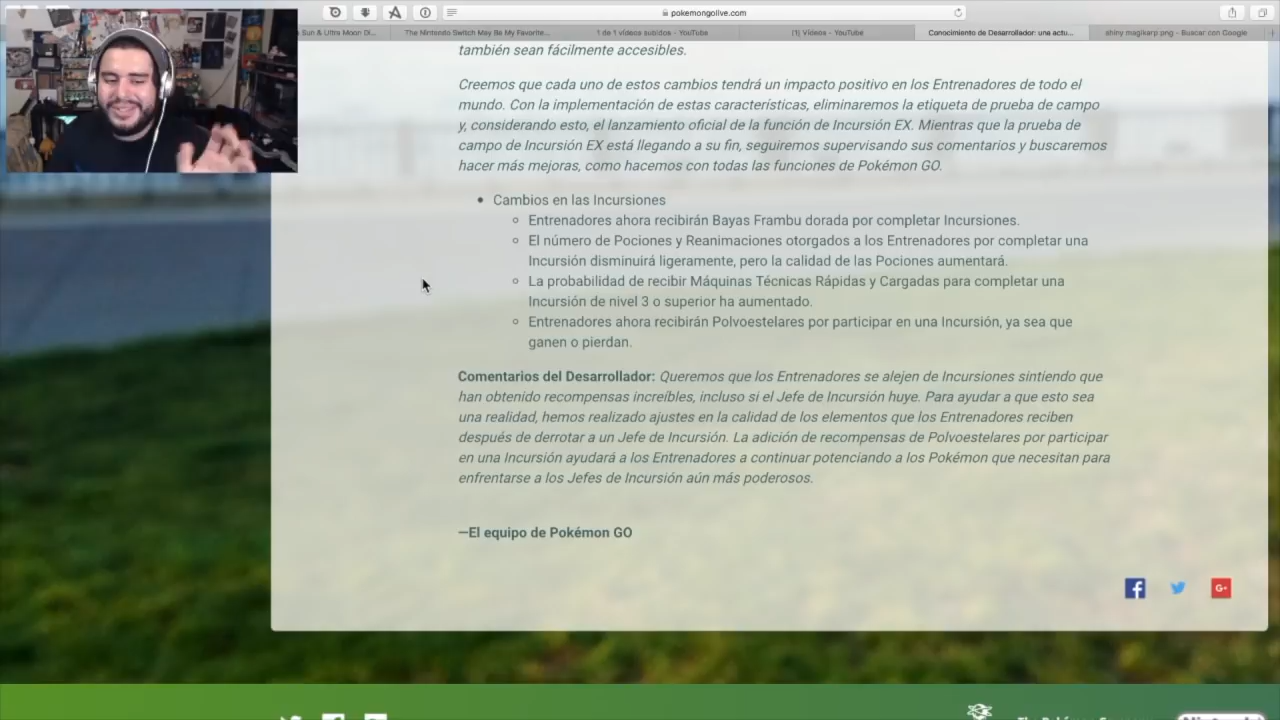 pokemongolive.com
Sun & Ultra Moon Di...
The Nintendo Switch May Be My Favorite...
1 de 1 vídeos subidos - YouTube
(1) Vídeos - YouTube
Conocimiento de Desarrollador: una actu...
shiny magikarp png - Buscar con Google
también sean fácilmente accesibles.
Creemos que cada uno de estos cambios tendrá un impacto positivo en los Entrenadores de todo el
mundo. Con la implementación de estas características, eliminaremos la etiqueta de prueba de campo
y, considerando esto, el lanzamiento oficial de la función de Incursión EX. Mientras que la prueba de
campo de Incursión EX está llegando a su fin, seguiremos supervisando sus comentarios y buscaremos
hacer más mejoras, como hacemos con todas las funciones de Pokémon GO.
Cambios en las Incursiones
Entrenadores ahora recibirán Bayas Frambu dorada por completar Incursiones.
El número de Pociones y Reanimaciones otorgados a los Entrenadores por completar una
Incursión disminuirá ligeramente, pero la calidad de las Pociones aumentará.
La probabilidad de recibir Máquinas Técnicas Rápidas y Cargadas para completar una
Incursión de nivel 3 o superior ha aumentado.
Entrenadores ahora recibirán Polvoestelares por participar en una Incursión, ya sea que
ganen o pierdan.
Comentarios del Desarrollador: Queremos que los Entrenadores se alejen de Incursiones sintiendo que
han obtenido recompensas increíbles, incluso si el Jefe de Incursión huye. Para ayudar a que esto sea
una realidad, hemos realizado ajustes en la calidad de los elementos que los Entrenadores reciben
después de derrotar a un Jefe de Incursión. La adición de recompensas de Polvoestelares por participar
en una Incursión ayudará a los Entrenadores a continuar potenciando a los Pokémon que necesitan para
enfrentarse a los Jefes de Incursión aún más poderosos.
—El equipo de Pokémon GO
G+